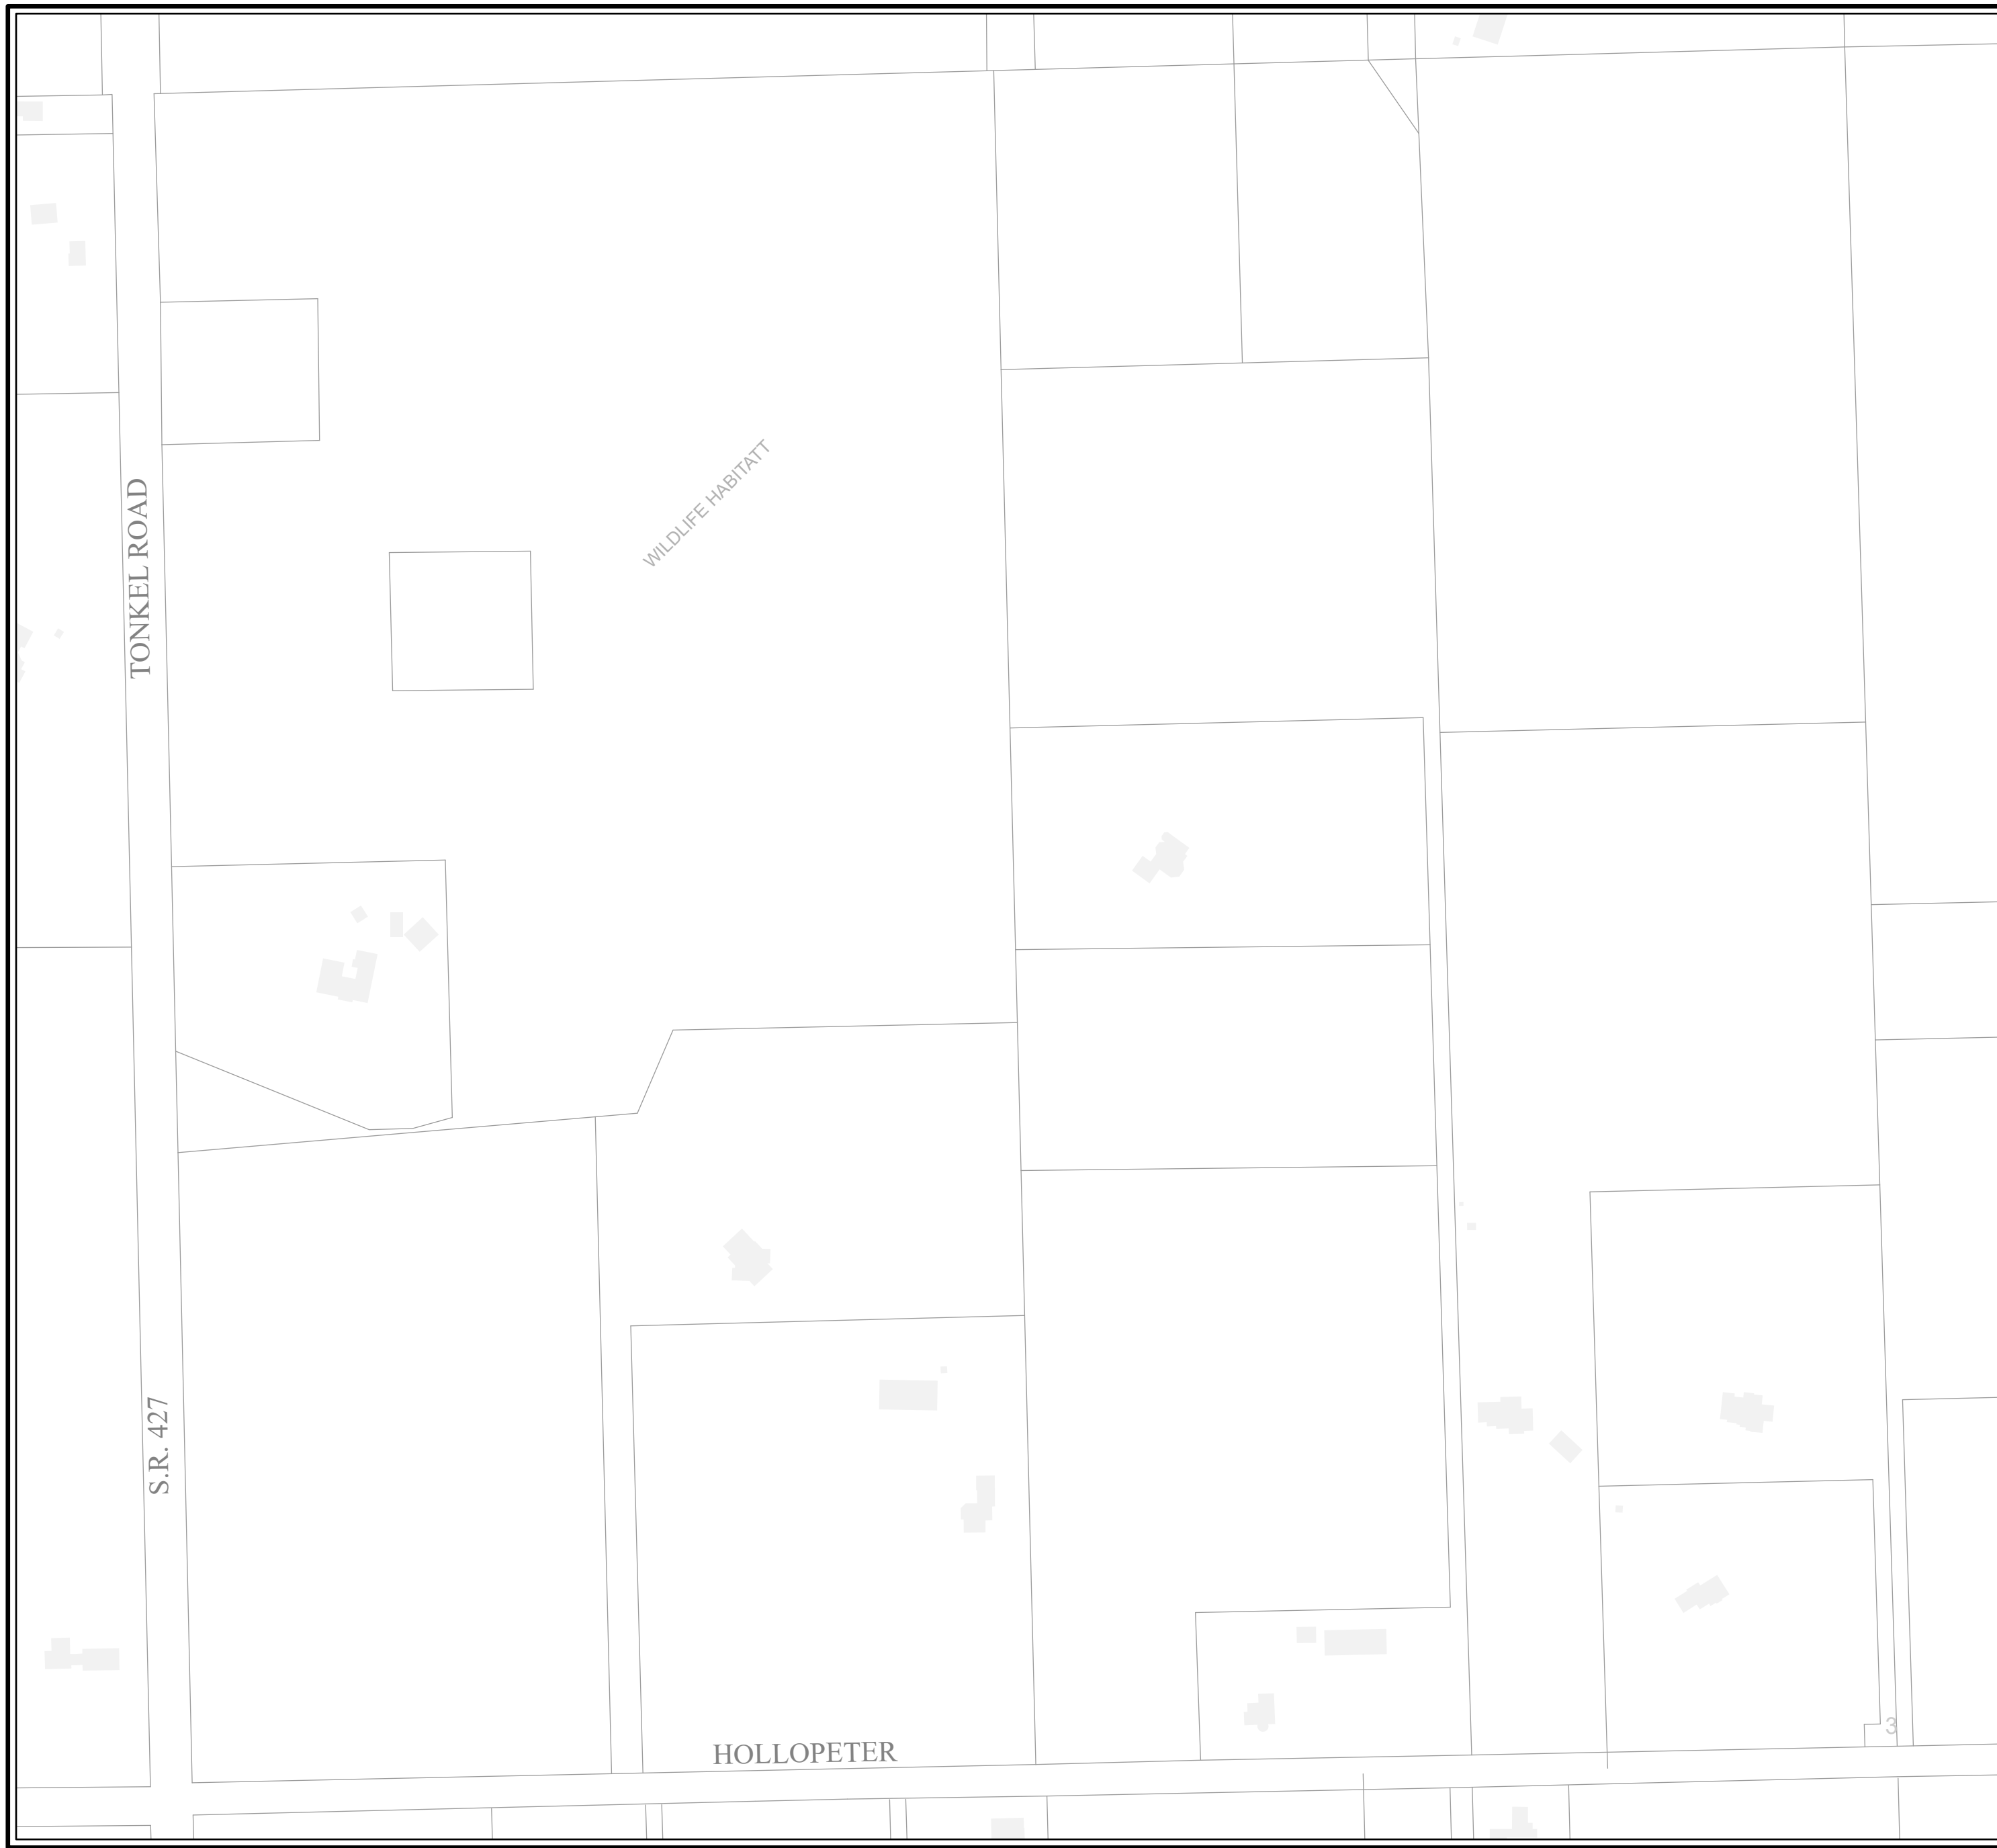 WILDLIFE HABITATT
TONKEL ROAD
S.R. 427
3
HOLLOPETER